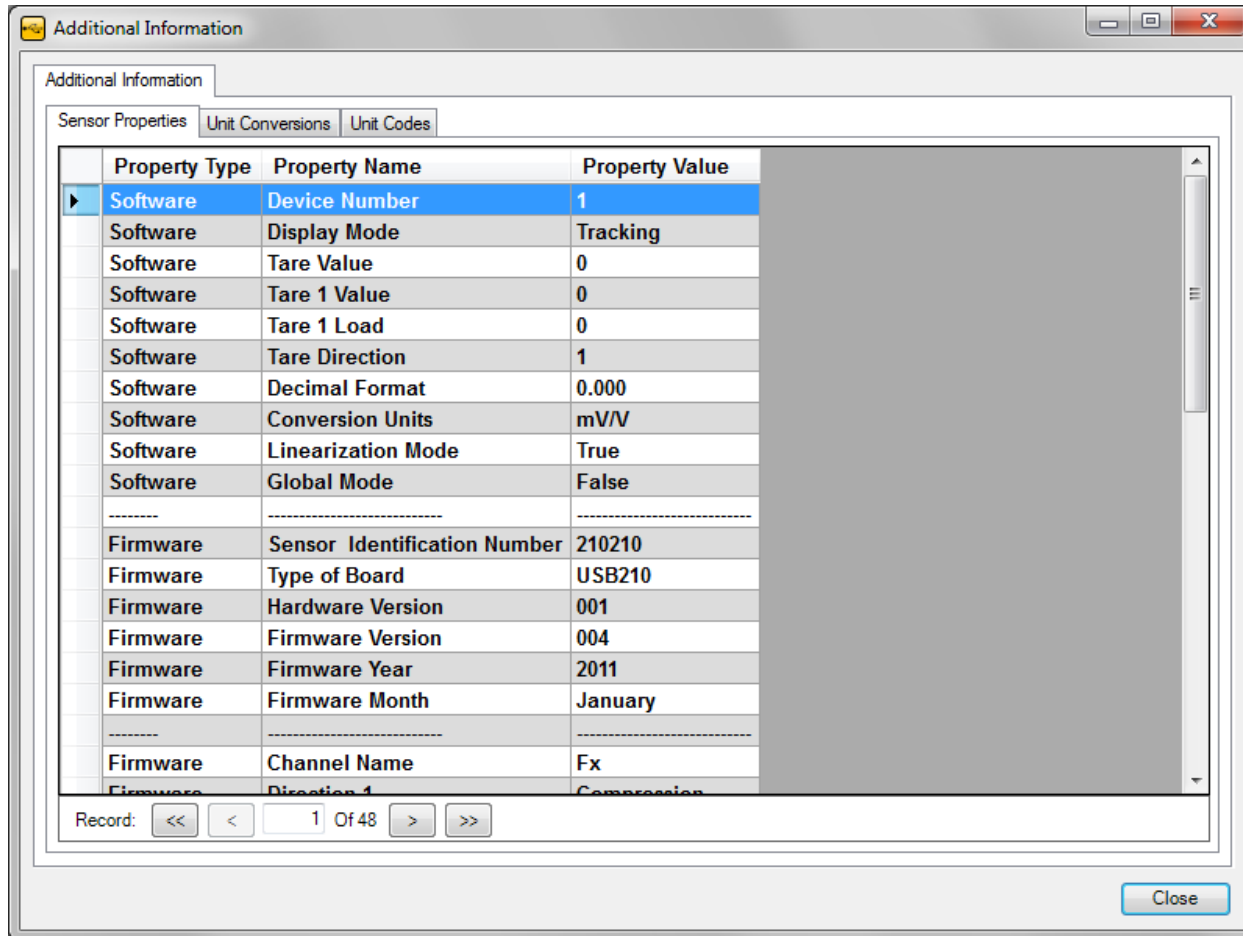 Additional Information
Additional Information
Sensor Properties Unit Conversions Unit Codes
Property Type Property Name Property Value
Software Device Number 1
Software Display Mode Tracking
Software Tare Value 0
Software Tare 1 Value 0
Software Tare 1 Load 0
Software Tare Direction 1
Software Decimal Format 0.000
Software Conversion Units mV/V
Software Linearization Mode True
Software Global Mode False
-------- --------------------------- ---------------------------
Firmware Sensor  Identification Number 210210
Firmware Type of Board USB210
Firmware Hardware Version 001
Firmware Firmware Version 004
Firmware Firmware Year 2011
Firmware Firmware Month January
-------- --------------------------- ---------------------------
Firmware Channel Name Fx
Firmware Direction 1 Compression
Record: << < 1 Of 48 > >>
Close